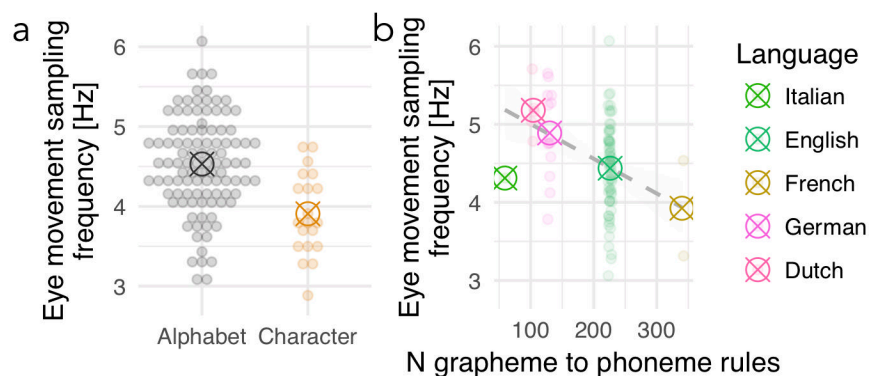 a
Eye movement sampling
frequency [Hz]
6
5
4
3
Alphabet Character
b
Eye movement sampling
frequency [Hz]
6
5
4
3
100 200 300
N grapheme to phoneme rules
Language
Italian
English
French
German
Dutch